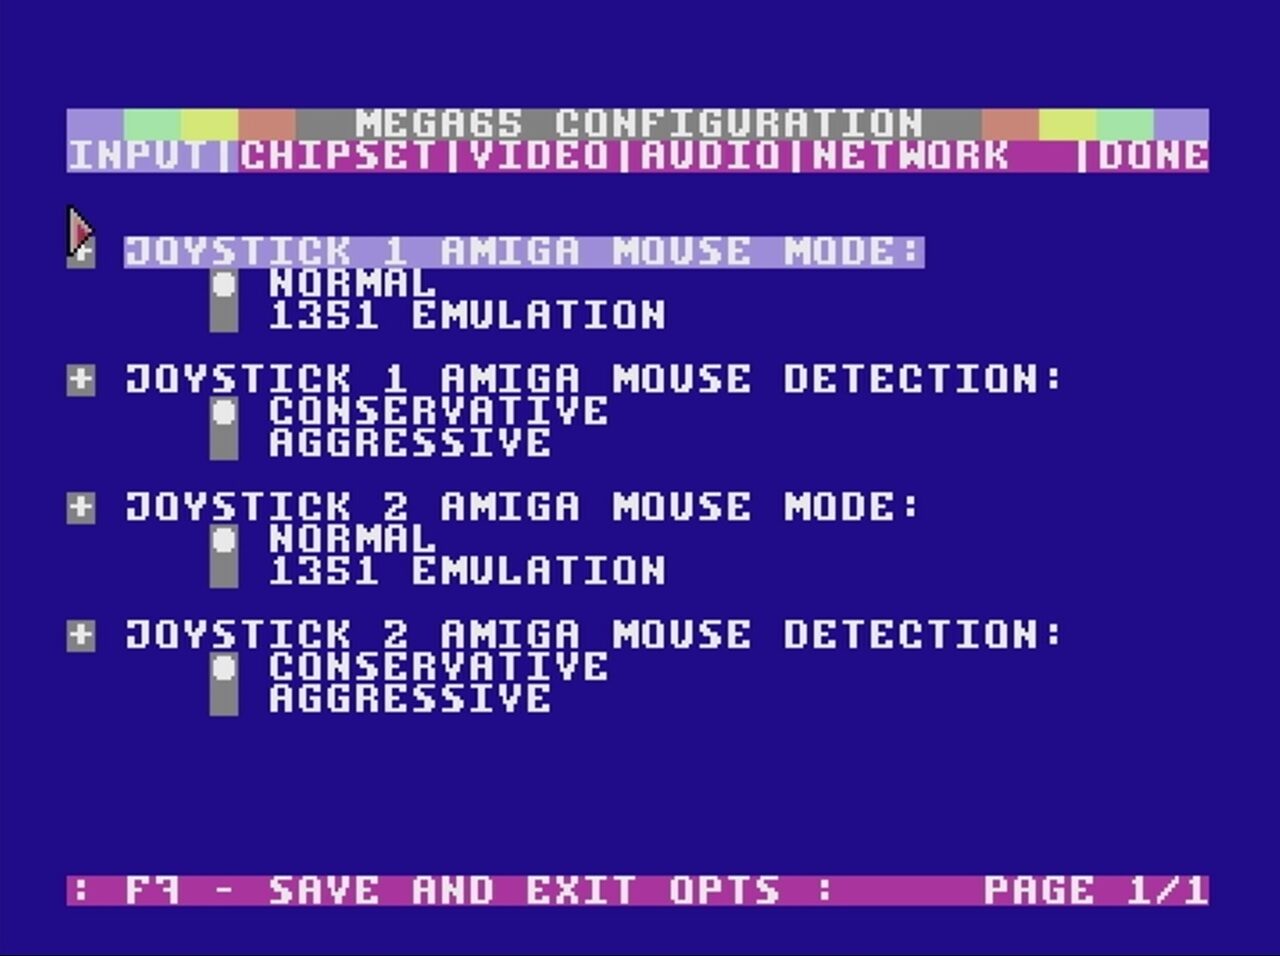 MEGA65 CONFIGURATION
INPUT|CHIPSET|VIDEO|AUDIO|NETWORK |DONE
JOYSTICK 1 AMIGA MOUSE MODE:
NORMAL
1351 EMULATION
+ JOYSTICK 1 AMIGA MOUSE DETECTION:
CONSERVATIVE
AGGRESSIVE
+ JOYSTICK 2 AMIGA MOUSE MODE:
NORMAL
1351 EMULATION
+ JOYSTICK 2 AMIGA MOUSE DETECTION:
CONSERVATIVE
AGGRESSIVE
: F7 - SAVE AND EXIT OPTS : PAGE 1/1